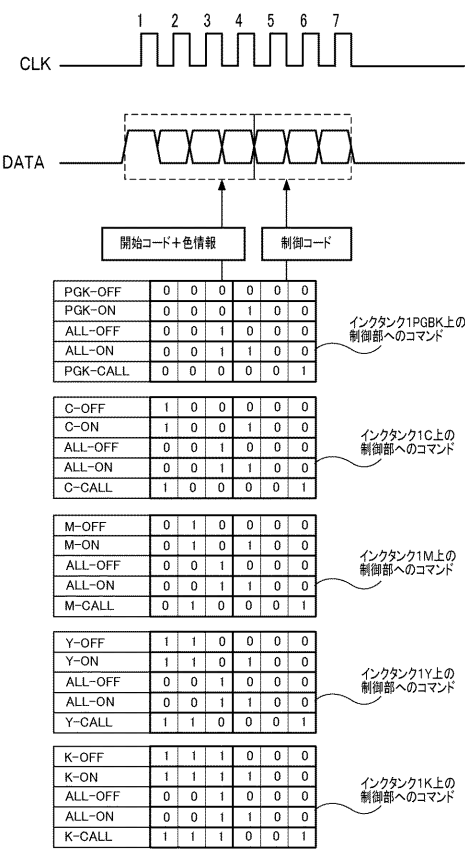 1 2 3 4 5 6 7
CLK
DATA
開始コード+色情報 制御コード
PGK-OFF 0 0 0 0 0 0
PGK-ON 0 0 0 1 0 0
ALL-OFF 0 0 1 0 0 0
ALL-ON 0 0 1 1 0 0
PGK-CALL 0 0 0 0 0 1
インクタンク1PGBK上の
制御部へのコマンド
C-OFF 1 0 0 0 0 0
C-ON 1 0 0 1 0 0
ALL-OFF 0 0 1 0 0 0
ALL-ON 0 0 1 1 0 0
C-CALL 1 0 0 0 0 1
インクタンク1C上の
制御部へのコマンド
M-OFF 0 1 0 0 0 0
M-ON 0 1 0 1 0 0
ALL-OFF 0 0 1 0 0 0
ALL-ON 0 0 1 1 0 0
M-CALL 0 1 0 0 0 1
インクタンク1M上の
制御部へのコマンド
Y-OFF 1 1 0 0 0 0
Y-ON 1 1 0 1 0 0
ALL-OFF 0 0 1 0 0 0
ALL-ON 0 0 1 1 0 0
Y-CALL 1 1 0 0 0 1
インクタンク1Y上の
制御部へのコマンド
K-OFF 1 1 1 0 0 0
K-ON 1 1 1 1 0 0
ALL-OFF 0 0 1 0 0 0
ALL-ON 0 0 1 1 0 0
K-CALL 1 1 1 0 0 1
インクタンク1K上の
制御部へのコマンド